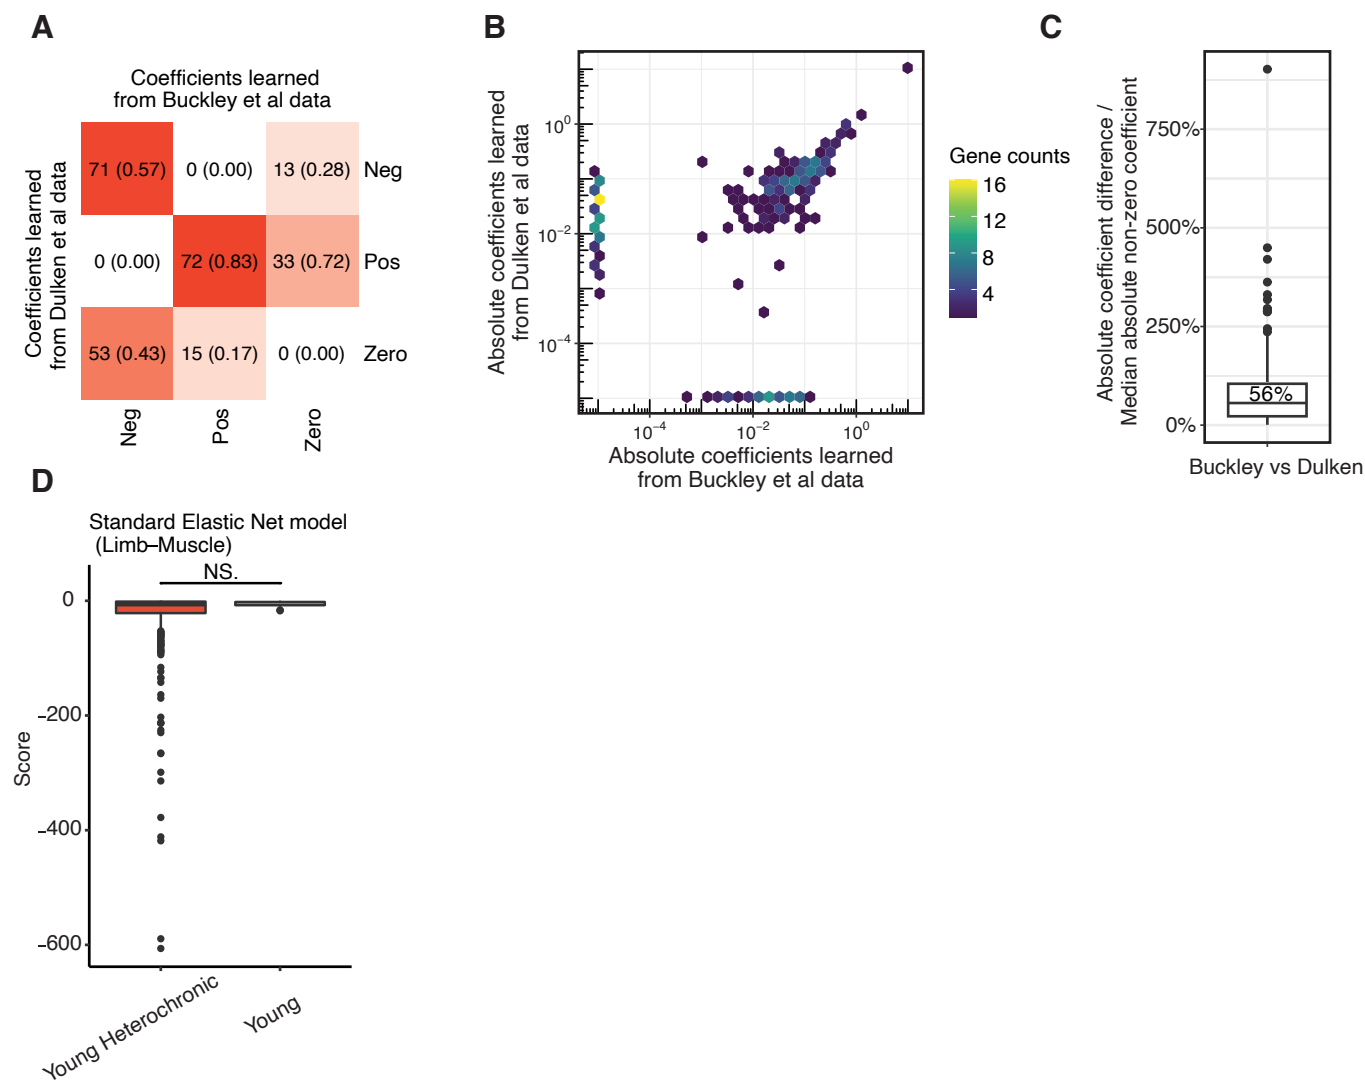 A
Coefficients learned
from Buckley et al data
Coefficients learned
from Dulken et al data
71 (0.57)
0 (0.00)
13 (0.28)
Neg
0 (0.00)
72 (0.83)
33 (0.72)
Pos
53 (0.43)
15 (0.17)
0 (0.00)
Zero
Neg
Pos
Zero
B
Absolute coefficients learned
from Dulken et al data
10⁰
10⁻²
10⁻⁴
10⁻⁴
10⁻²
10⁰
Absolute coefficients learned
from Buckley et al data
Gene counts
16
12
8
4
C
Absolute coefficient difference /
Median absolute non-zero coefficient
750%
500%
250%
0%
56%
Buckley vs Dulken
D
Standard Elastic Net model
(Limb–Muscle)
NS.
Score
0
–200
–400
–600
Young Heterochronic
Young